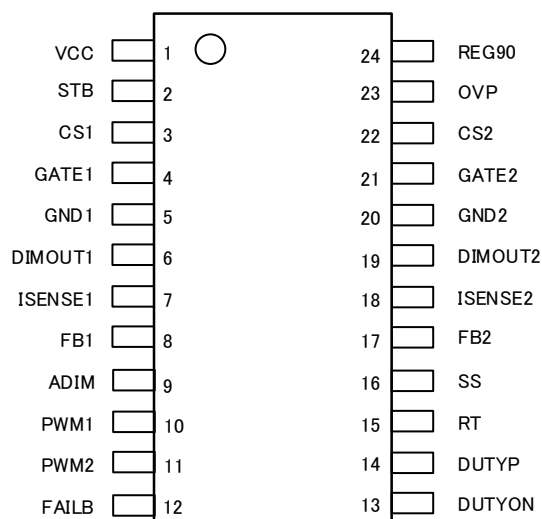 VCC 1 24 REG90
STB 2 23 OVP
CS1 3 22 CS2
GATE1 4 21 GATE2
GND1 5 20 GND2
DIMOUT1 6 19 DIMOUT2
ISENSE1 7 18 ISENSE2
FB1 8 17 FB2
ADIM 9 16 SS
PWM1 10 15 RT
PWM2 11 14 DUTYP
FAILB 12 13 DUTYON